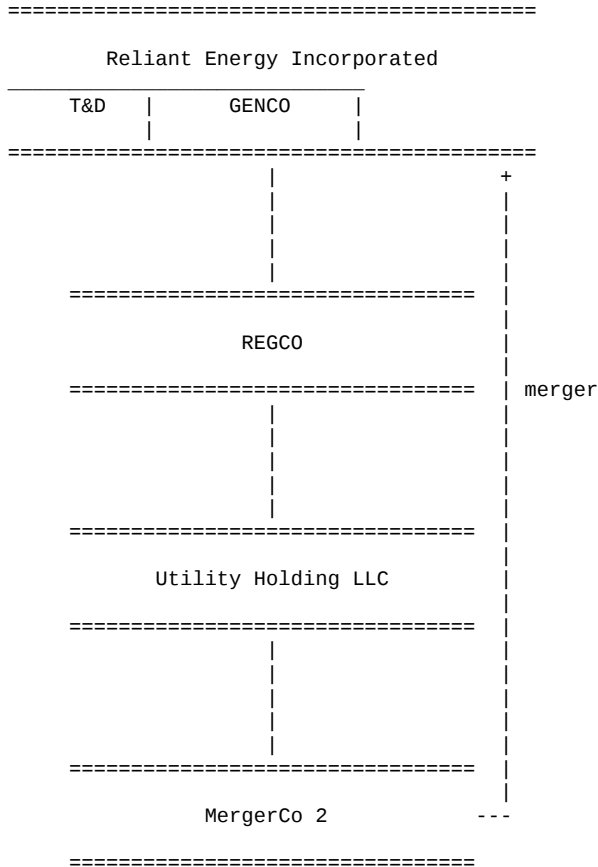 Reliant Energy Incorporated
T&D | GENCO |
REGCO
merger
Utility Holding LLC
MergerCo 2